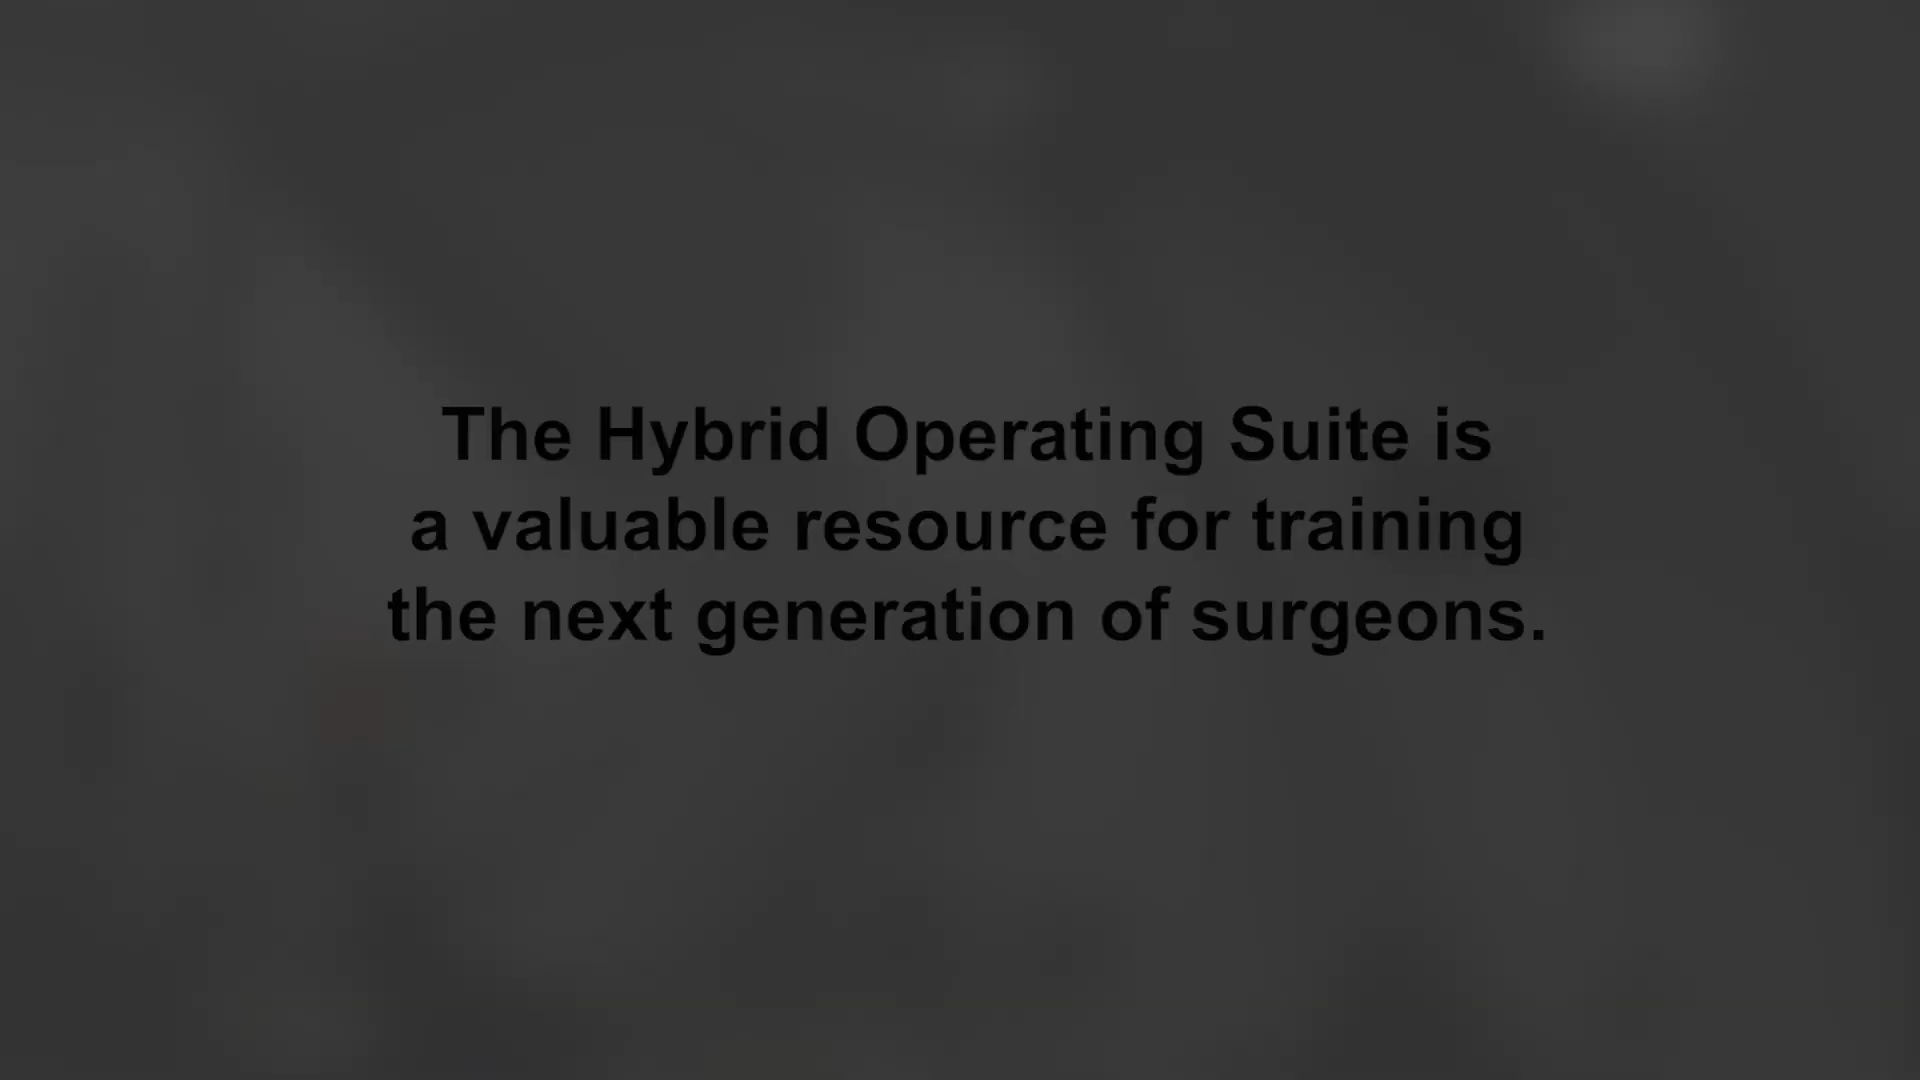 The Hybrid Operating Suite is
a valuable resource for training
the next generation of surgeons.